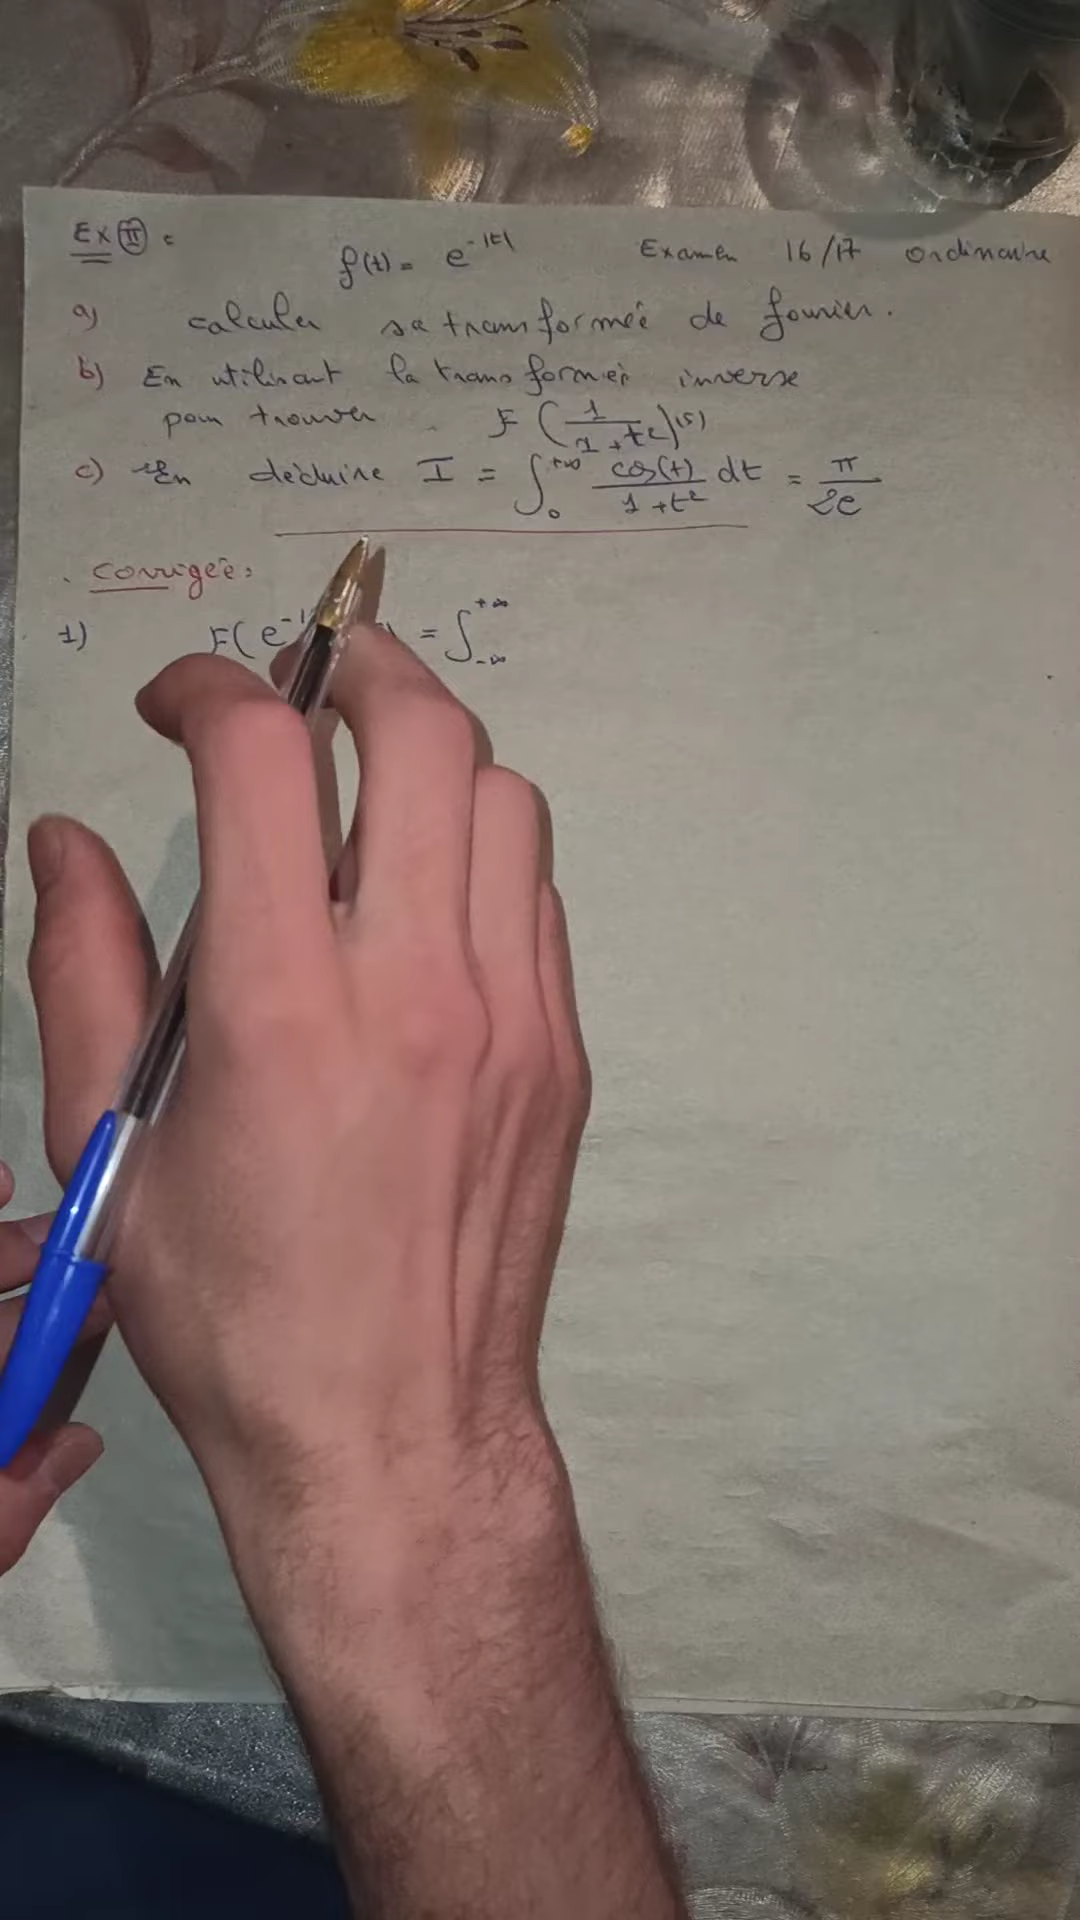 Ex II :
f(t) = e^-|t| Examen 16/17 ordinaire
a) calculer sa transformée de fourier.
b) En utilisant la transformée inverse
pour trouver F(1/(1+t²))(s)
c) En déduire I = ∫₀^{+∞} cos(t)/(1+t²) dt = π/2e
. Corrigée :
1) F(e^-| ) = ∫_{-∞}^{+∞}